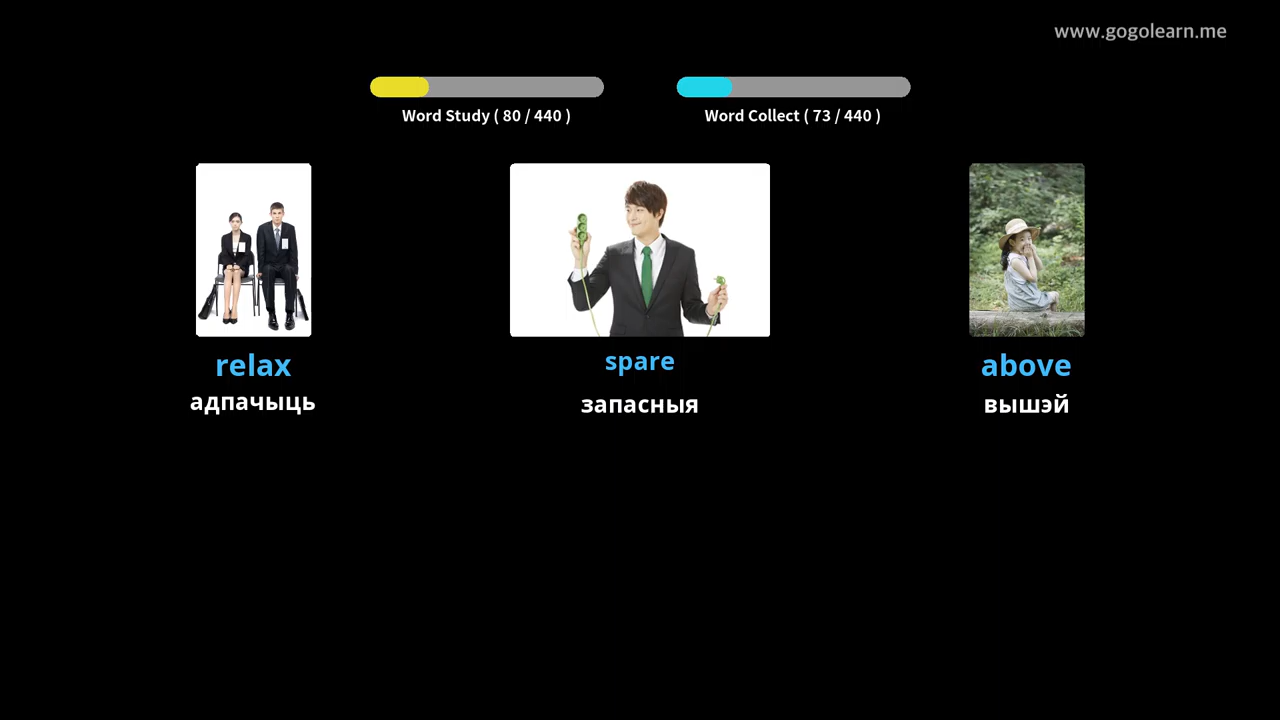 www.gogolearn.me
Word Study ( 80 / 440 )
Word Collect ( 73 / 440 )
relax
адпачыць
spare
запасныя
above
вышэй